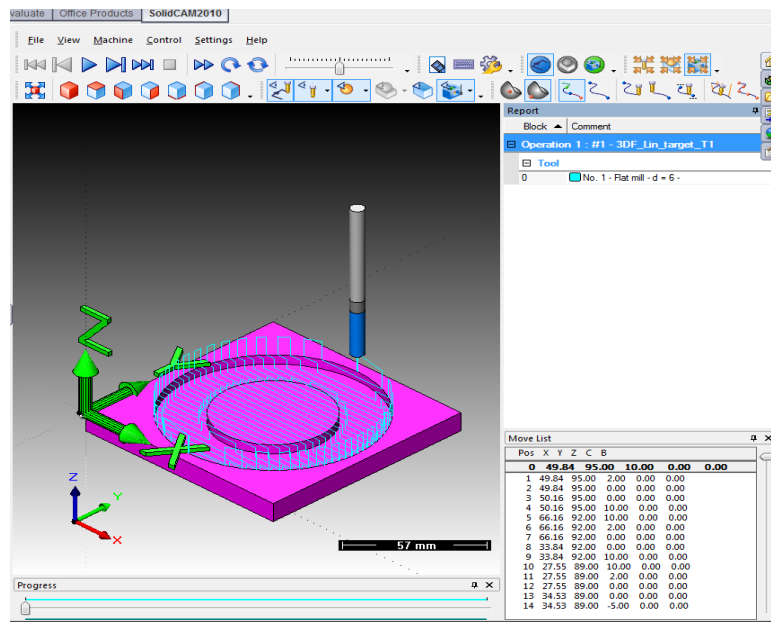 valuate Office Products SolidCAM2010
File View Machine Control Settings Help
Report
Block Comment
Operation 1 : #1 - 3DF_Lin_target_T1
Tool
0 No. 1 - Flat mill - d = 6 -
Z
X
X
Z
Y
X
57 mm
Move List
Pos X Y Z C B
0 49.84 95.00 10.00 0.00 0.00
1 49.84 95.00 2.00 0.00 0.00
2 49.84 95.00 0.00 0.00 0.00
3 50.16 95.00 0.00 0.00 0.00
4 50.16 95.00 10.00 0.00 0.00
5 66.16 92.00 10.00 0.00 0.00
6 66.16 92.00 2.00 0.00 0.00
7 66.16 92.00 0.00 0.00 0.00
8 33.84 92.00 0.00 0.00 0.00
9 33.84 92.00 10.00 0.00 0.00
10 27.55 89.00 10.00 0.00 0.00
11 27.55 89.00 2.00 0.00 0.00
12 27.55 89.00 0.00 0.00 0.00
13 34.53 89.00 0.00 0.00 0.00
14 34.53 89.00 -5.00 0.00 0.00
Progress